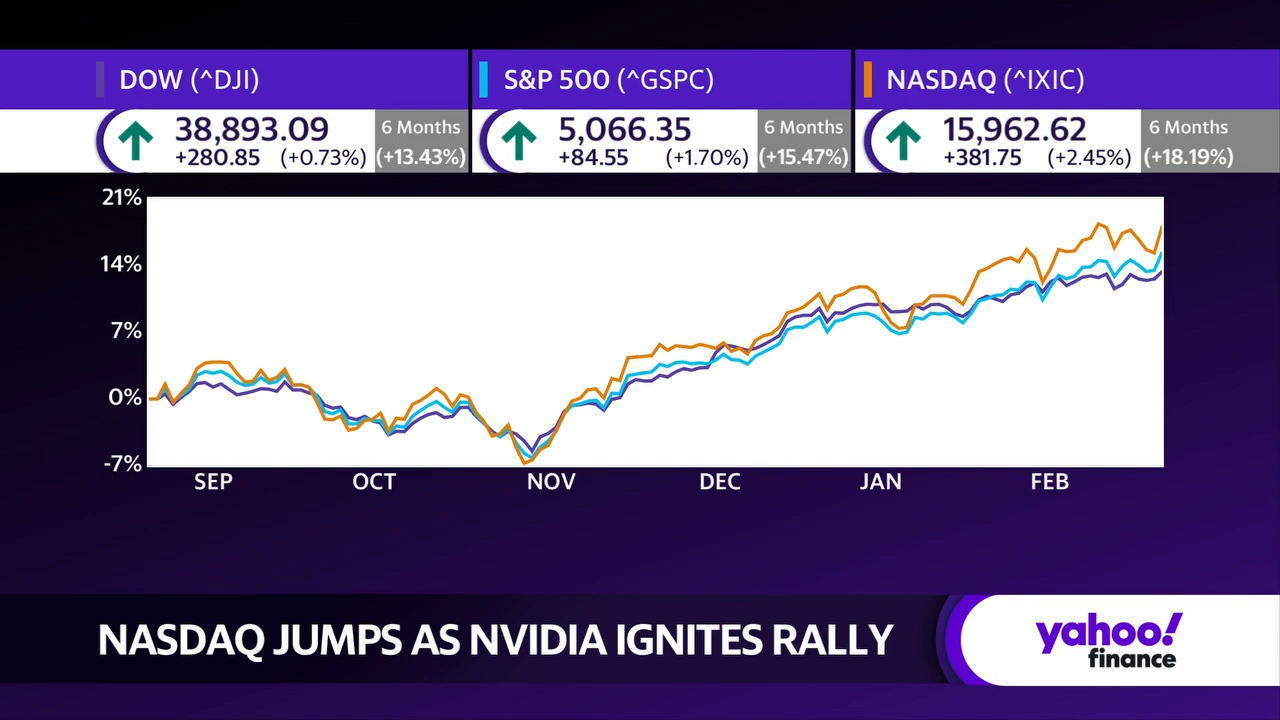 DOW (^DJI)
38,893.09
+280.85 (+0.73%)
6 Months
(+13.43%)
S&P 500 (^GSPC)
5,066.35
+84.55 (+1.70%)
6 Months
(+15.47%)
NASDAQ (^IXIC)
15,962.62
+381.75 (+2.45%)
6 Months
(+18.19%)
21%
14%
7%
0%
-7%
SEP OCT NOV DEC JAN FEB
NASDAQ JUMPS AS NVIDIA IGNITES RALLY
yahoo!
finance